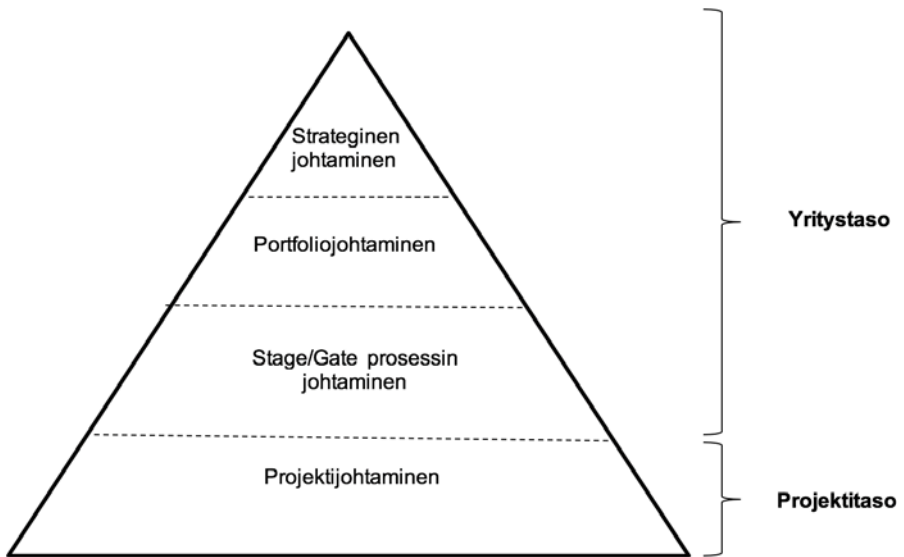 Strateginen
johtaminen
Portfoliojohtaminen
Yritystaso
Stage/Gate prosessin
johtaminen
Projektijohtaminen
Projektitaso